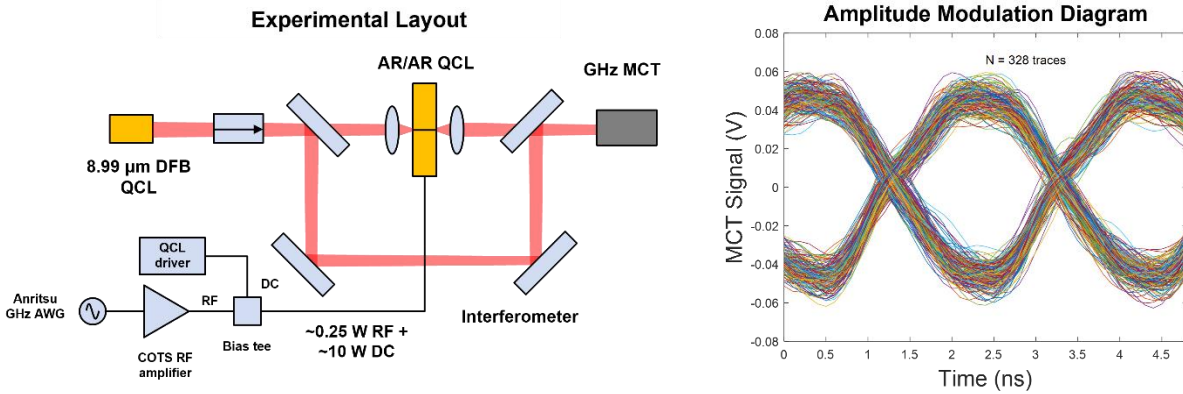 Experimental Layout
AR/AR QCL
GHz MCT
8.99 μm DFB
QCL
QCL
driver
DC
Anritsu
GHz AWG
RF
COTS RF
amplifier
Bias tee
~0.25 W RF +
~10 W DC
Interferometer
Amplitude Modulation Diagram
N = 328 traces
MCT Signal (V)
0.08
0.06
0.04
0.02
0
-0.02
-0.04
-0.06
-0.08
0 0.5 1 1.5 2 2.5 3 3.5 4 4.5
Time (ns)